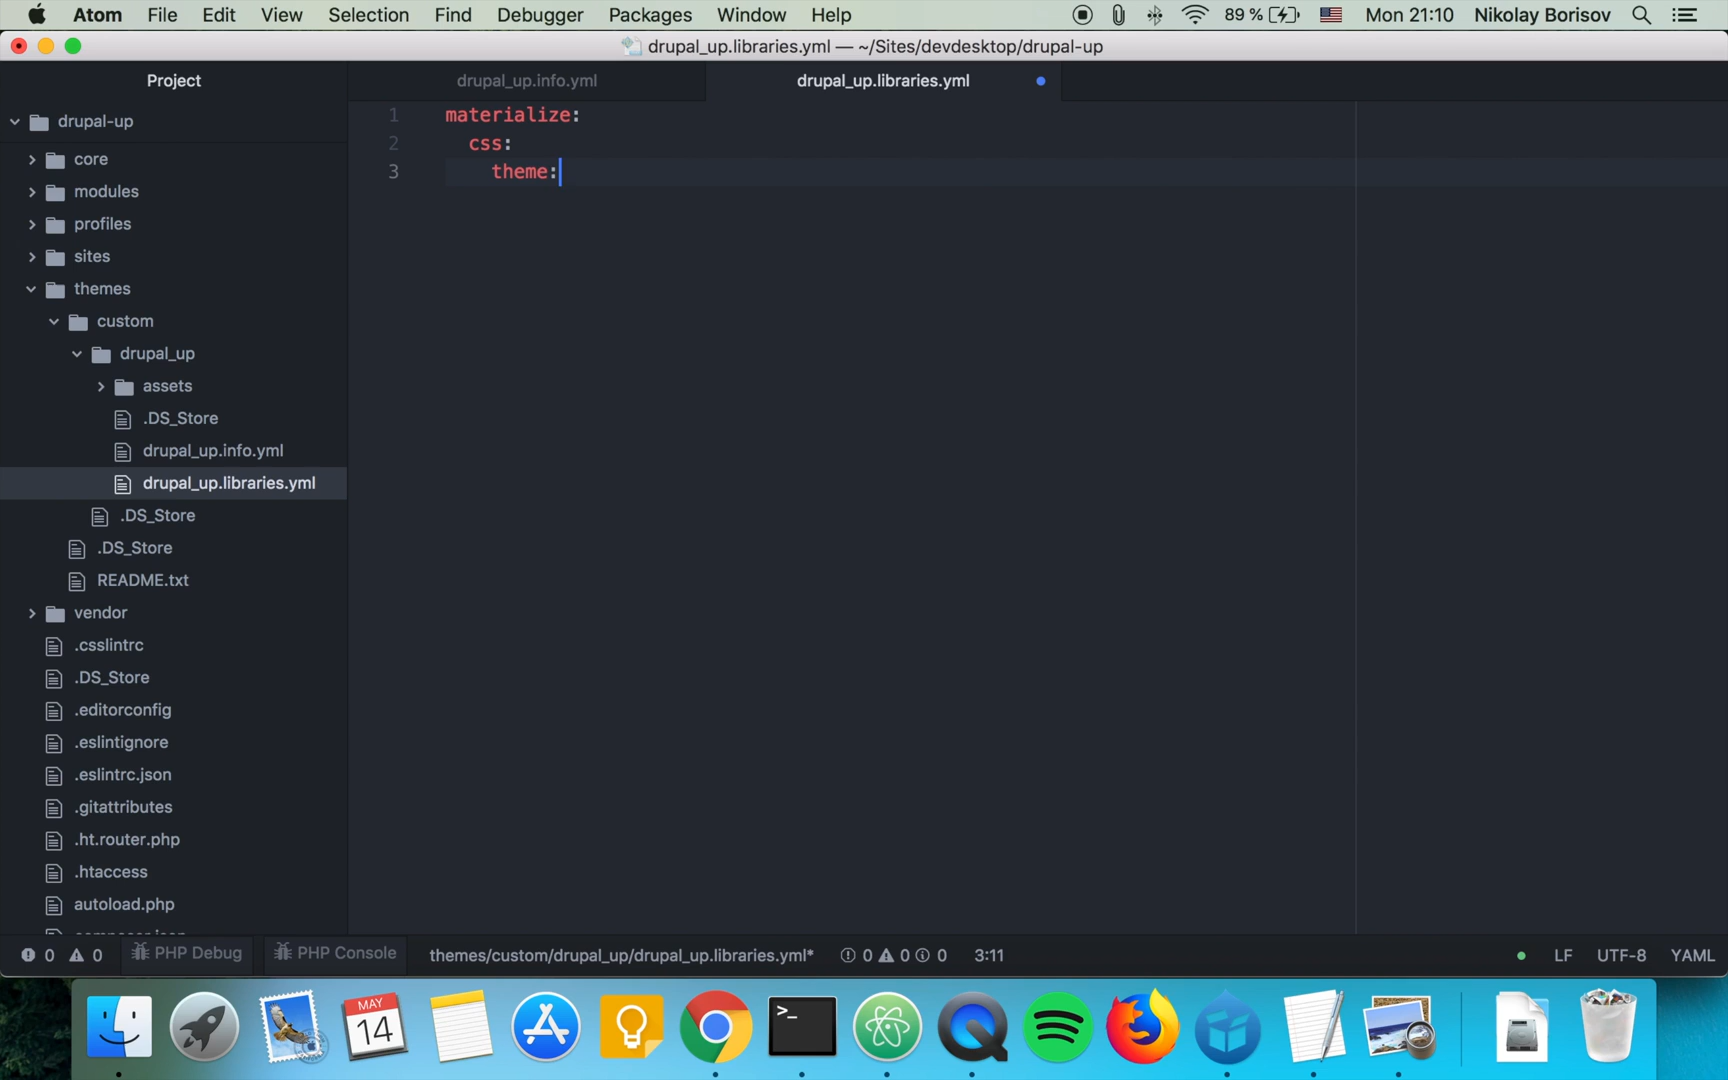 Atom File Edit View Selection Find Debugger Packages Window Help 89 % Mon 21:10 Nikolay Borisov
drupal_up.libraries.yml — ~/Sites/devdesktop/drupal-up
Project
drupal_up.info.yml
drupal_up.libraries.yml
drupal-up
core
modules
profiles
sites
themes
custom
drupal_up
assets
.DS_Store
drupal_up.info.yml
drupal_up.libraries.yml
.DS_Store
.DS_Store
README.txt
vendor
.csslintrc
.DS_Store
.editorconfig
.eslintignore
.eslintrc.json
.gitattributes
.ht.router.php
.htaccess
autoload.php
1 materialize:
2 css:
3 theme:
0 0 PHP Debug PHP Console themes/custom/drupal_up/drupal_up.libraries.yml* 0 0 0 3:11 LF UTF-8 YAML
MAY
14
>_